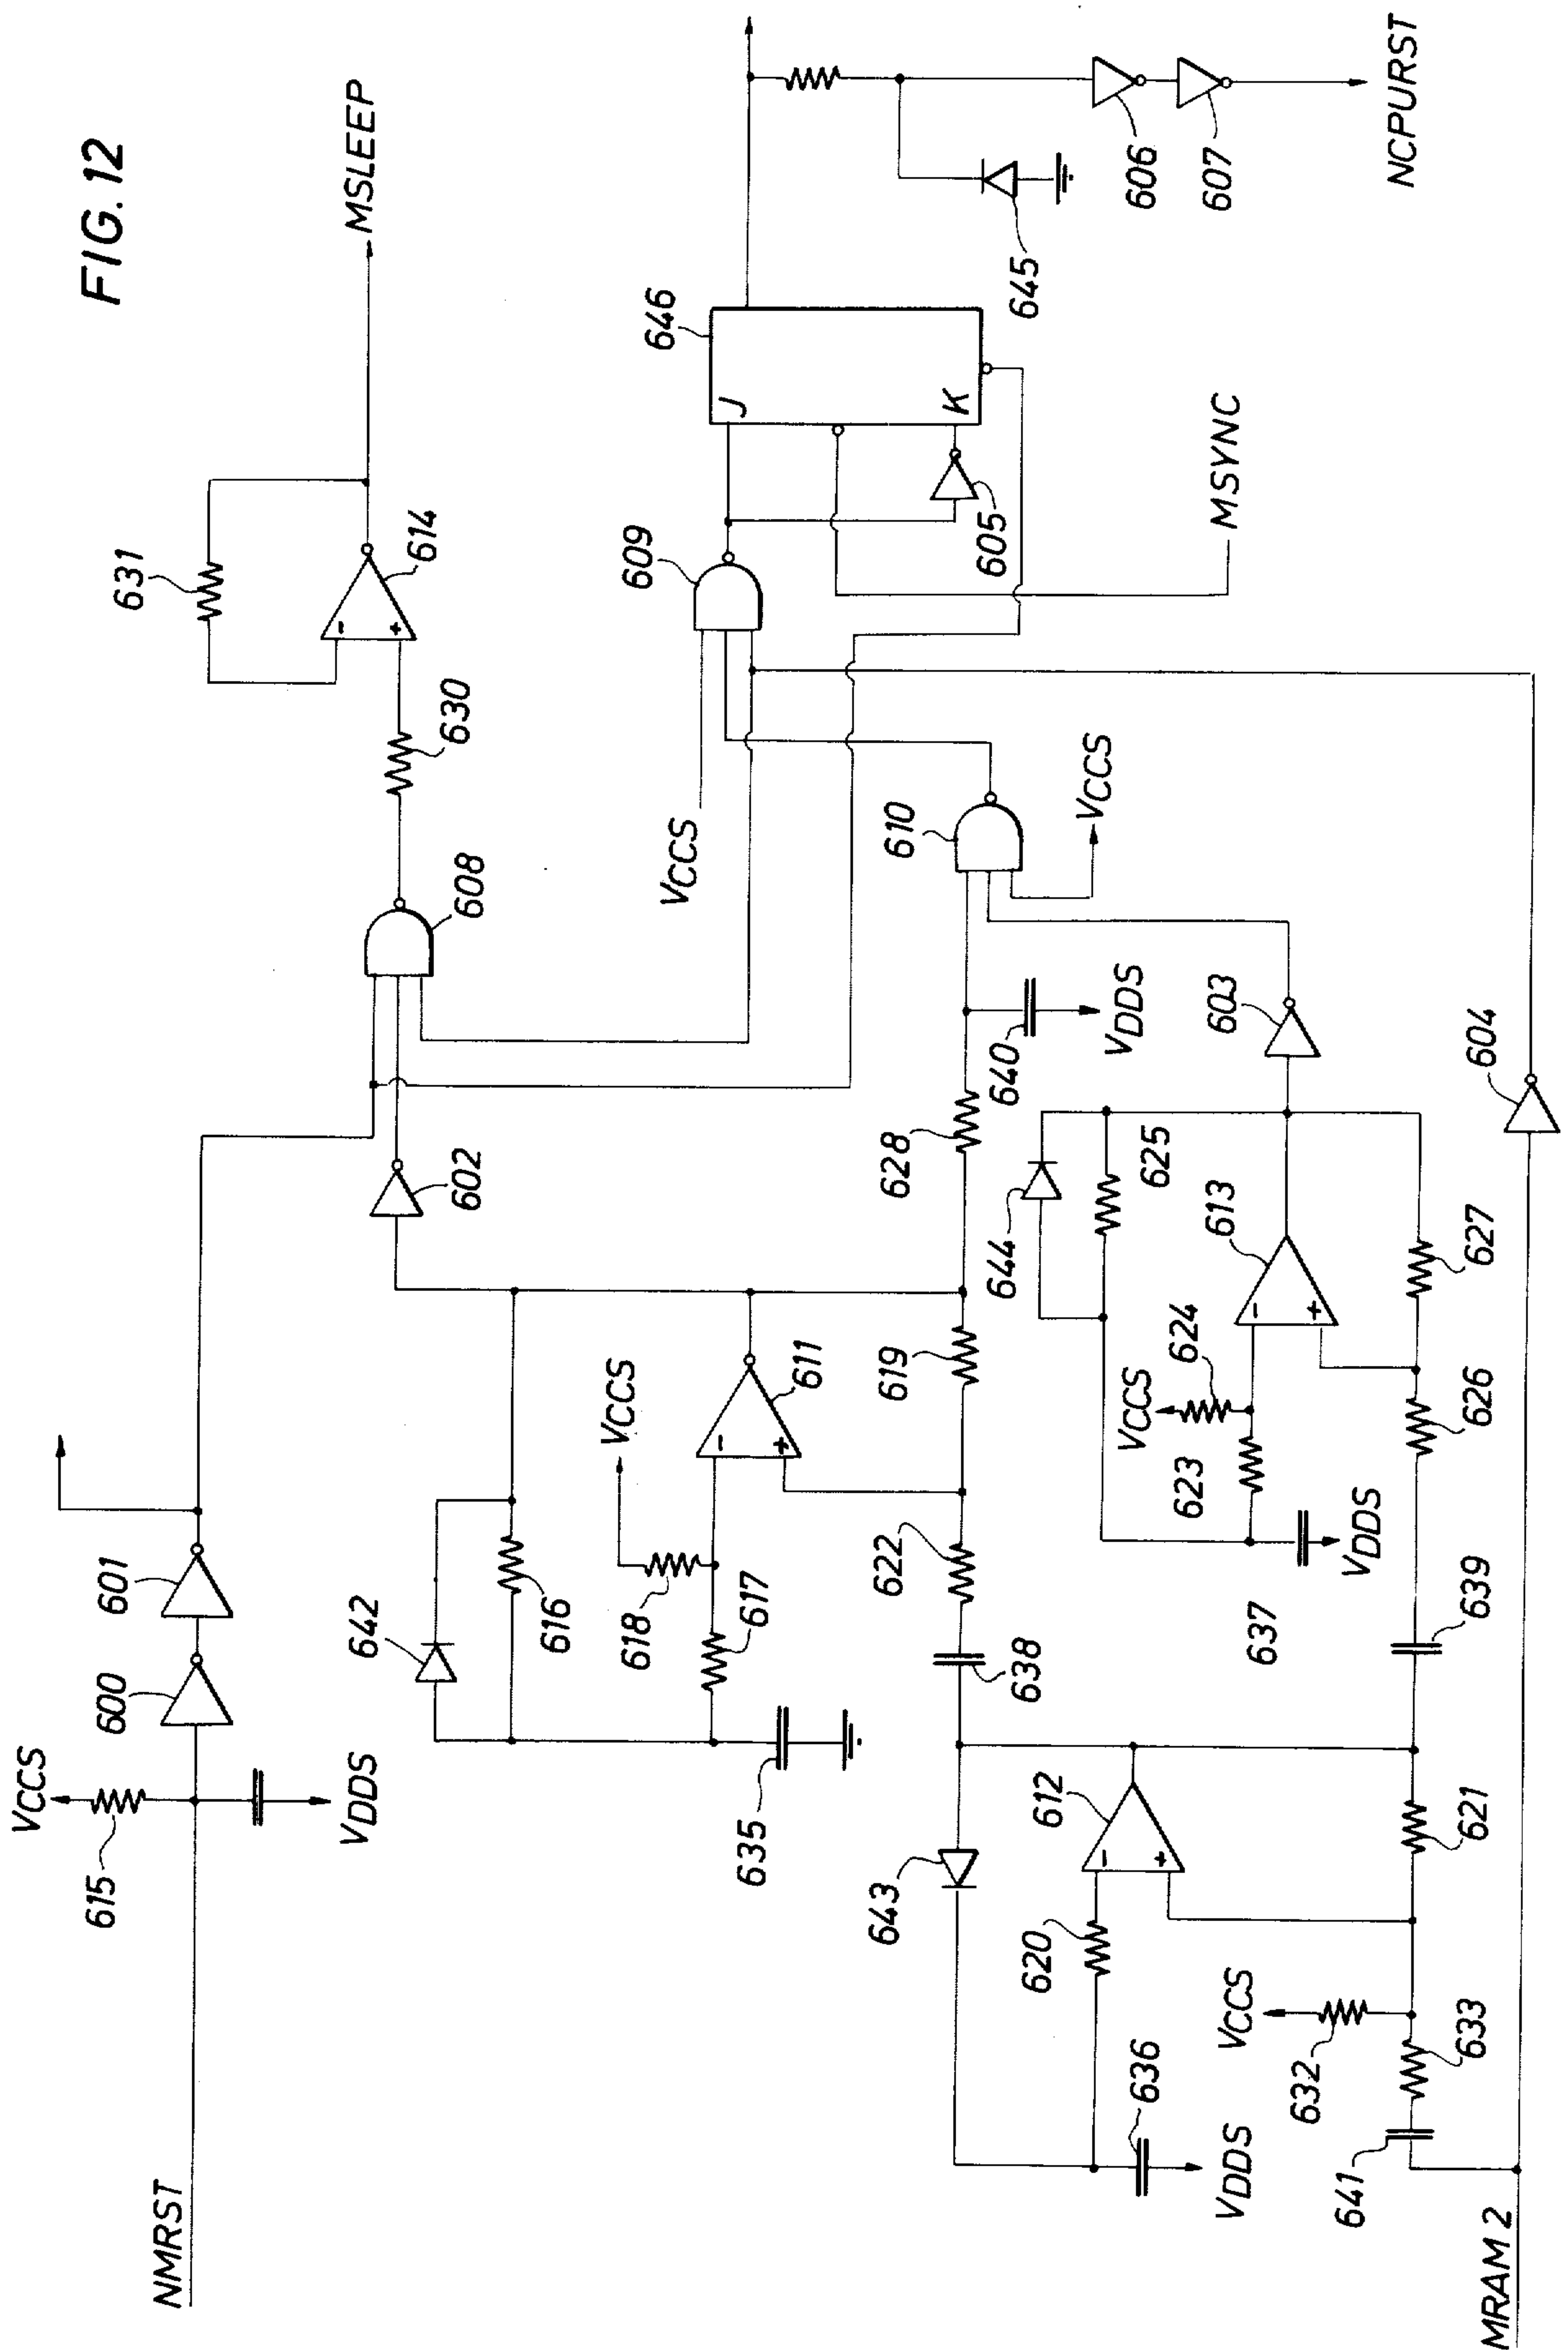 FIG. 12
NMRST
VCCS
615
VDDS
600
601
642
616
618
617
VCCS
635
611
602
608
630
631
614
MSLEEP
VCCS
609
646
J
K
605
MSYNC
645
606
607
NCPURST
643
638
622
619
628
640
VDDS
610
VCCS
612
620
636
VDDS
VCCS
632
633
641
621
639
637
VDDS
623
VCCS
624
613
644
625
626
627
603
604
MRAM 2